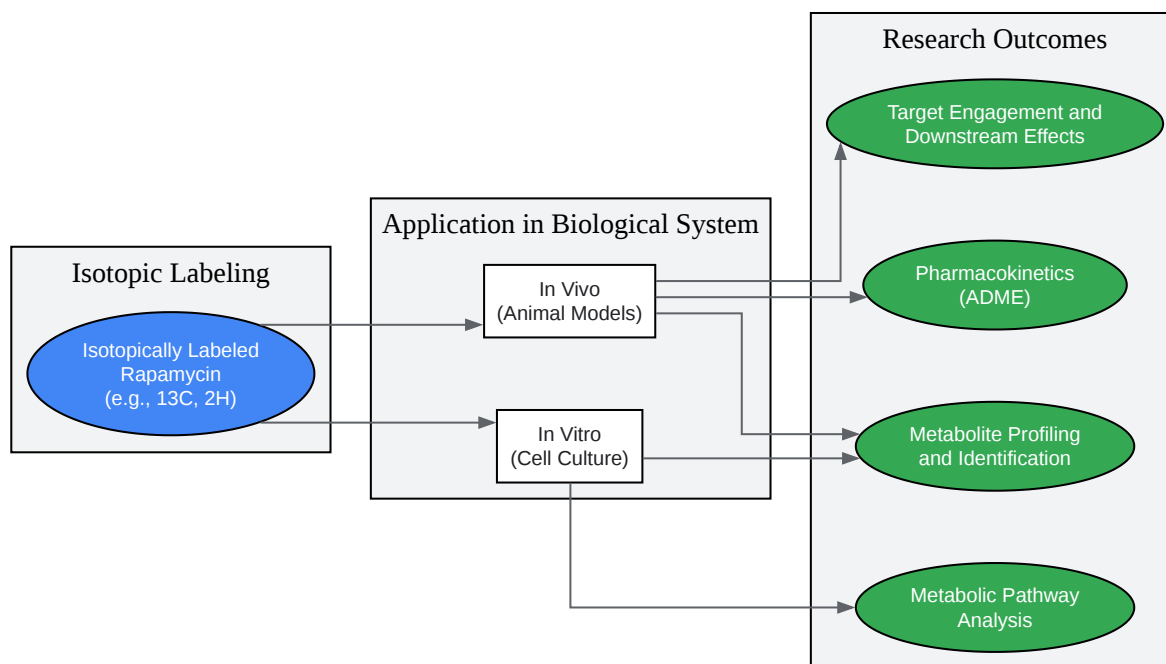 Isotopic Labeling
Isotopically Labeled
Rapamycin
(e.g., 13C, 2H)
Application in Biological System
In Vivo
(Animal Models)
In Vitro
(Cell Culture)
Research Outcomes
Target Engagement and
Downstream Effects
Pharmacokinetics
(ADME)
Metabolite Profiling
and Identification
Metabolic Pathway
Analysis